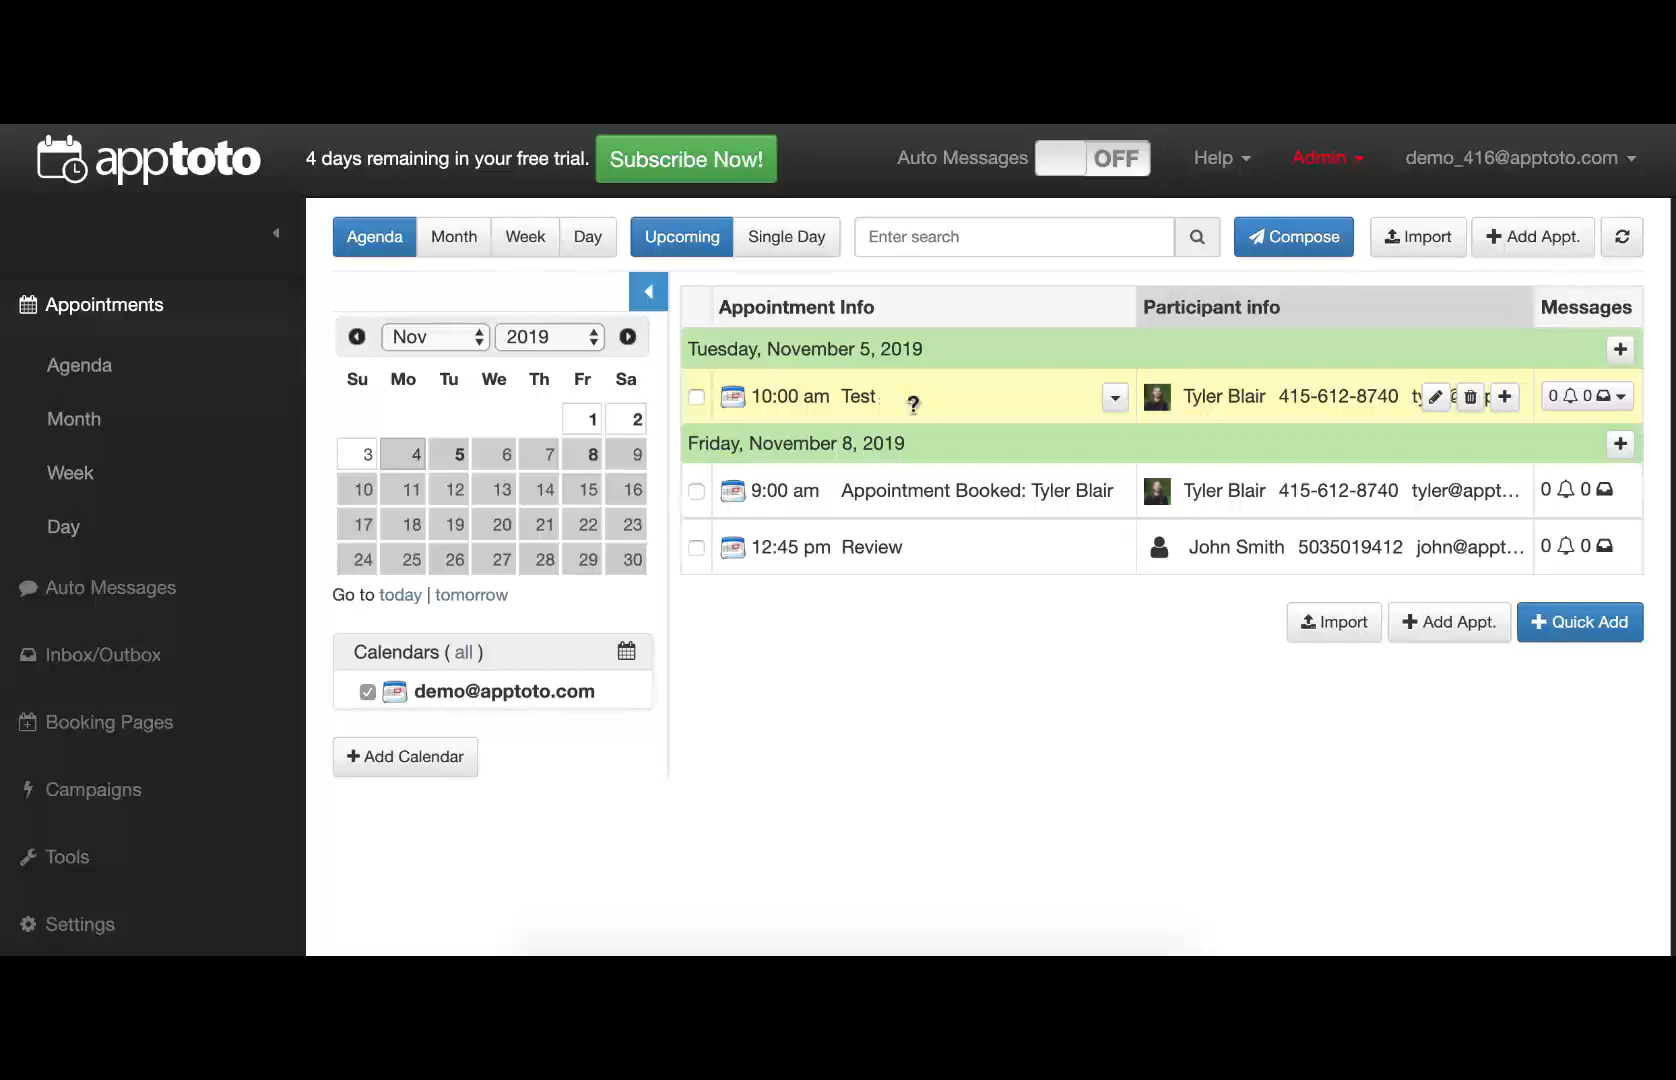 apptoto
4 days remaining in your free trial.
Subscribe Now!
Auto Messages
OFF
Help
Admin
demo_416@apptoto.com
Agenda Month Week Day
Upcoming Single Day
Enter search
Compose
Import
Add Appt.
Appointments
Agenda
Month
Week
Day
Auto Messages
Inbox/Outbox
Booking Pages
Campaigns
Tools
Settings
Nov 2019
Su Mo Tu We Th Fr Sa
1 2
3 4 5 6 7 8 9
10 11 12 13 14 15 16
17 18 19 20 21 22 23
24 25 26 27 28 29 30
Go to today | tomorrow
Calendars ( all )
demo@apptoto.com
Add Calendar
Appointment Info Participant info Messages
Tuesday, November 5, 2019
10:00 am Test Tyler Blair 415-612-8740 0 0
Friday, November 8, 2019
9:00 am Appointment Booked: Tyler Blair Tyler Blair 415-612-8740 tyler@appt... 0 0
12:45 pm Review John Smith 5035019412 john@appt... 0 0
Import
Add Appt.
Quick Add